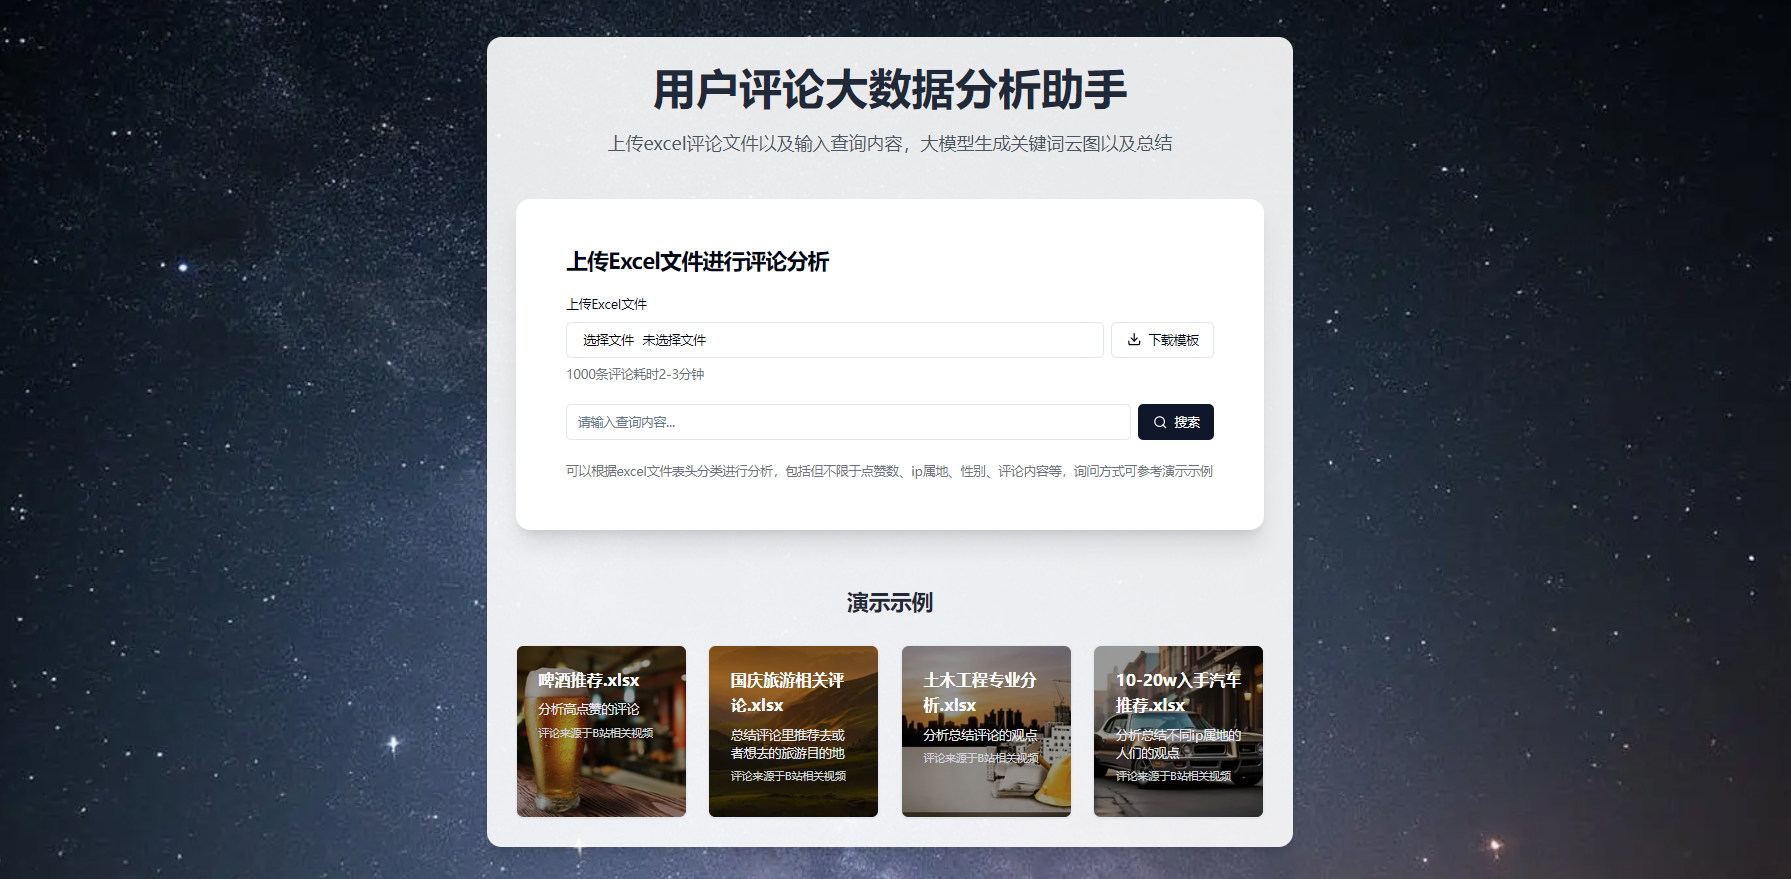 用户评论大数据分析助手
上传excel评论文件以及输入查询内容，大模型生成关键词云图以及总结
上传Excel文件进行评论分析
上传Excel文件
选择文件 未选择文件
下载模板
1000条评论耗时2-3分钟
请输入查询内容...
搜索
可以根据excel文件表头分类进行分析，包括但不限于点赞数、ip属地、性别、评论内容等，询问方式可参考演示示例
演示示例
啤酒推荐.xlsx
分析高点赞的评论
评论来源于B站相关视频
国庆旅游相关评
论.xlsx
总结评论里推荐去或
者想去的旅游目的地
评论来源于B站相关视频
土木工程专业分
析.xlsx
分析总结评论的观点
评论来源于B站相关视频
10-20w入手汽车
推荐.xlsx
分析总结不同ip属地的
人们的观点
评论来源于B站相关视频